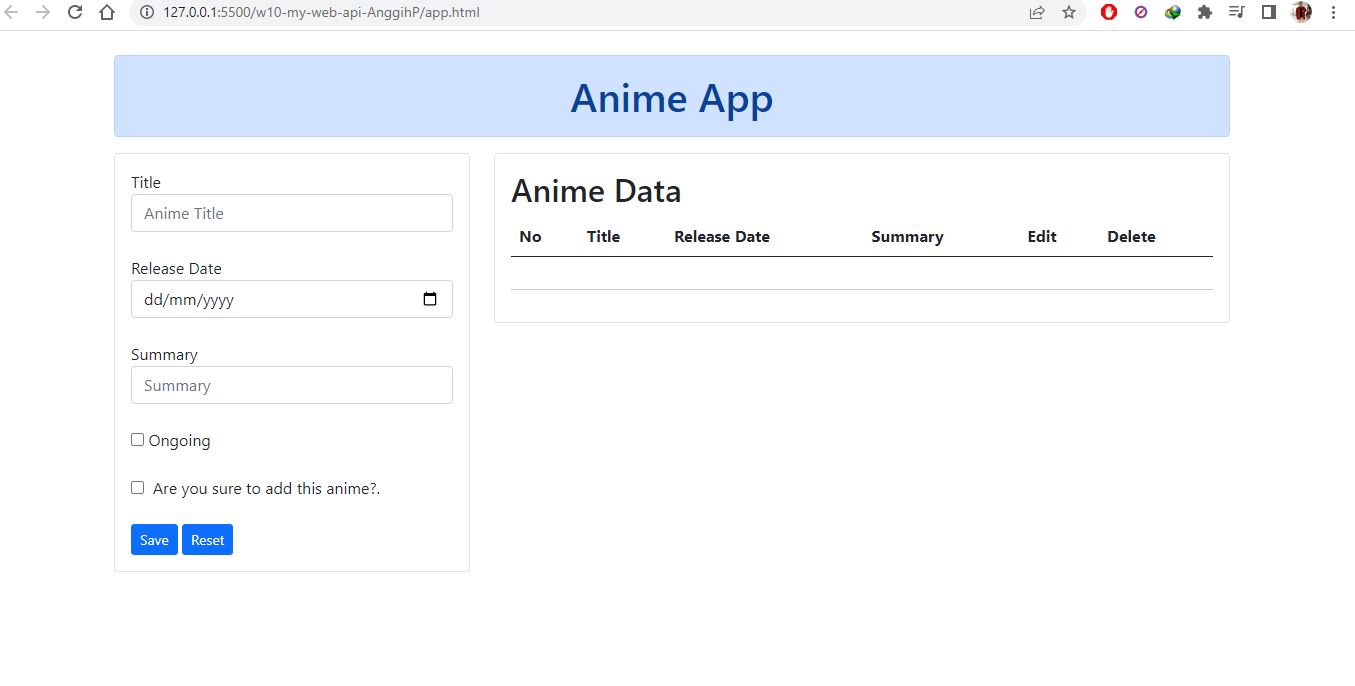 127.0.0.1:5500/w10-my-web-api-AnggihP/app.html
Anime App
Title
Anime Title
Release Date
dd/mm/yyyy
Summary
Summary
Ongoing
Are you sure to add this anime?.
Save Reset
Anime Data
No Title Release Date Summary Edit Delete